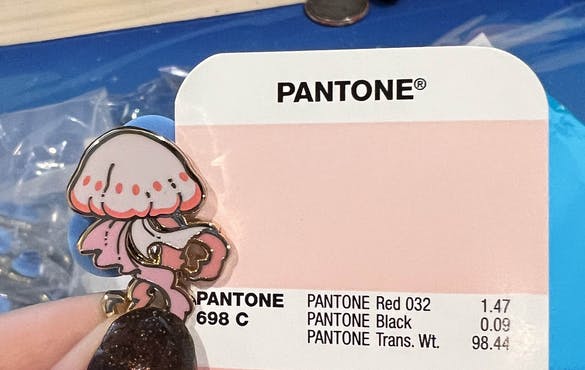 PANTONE®
PANTONE
698 C
PANTONE Red 032 1.47
PANTONE Black 0.09
PANTONE Trans. Wt. 98.44